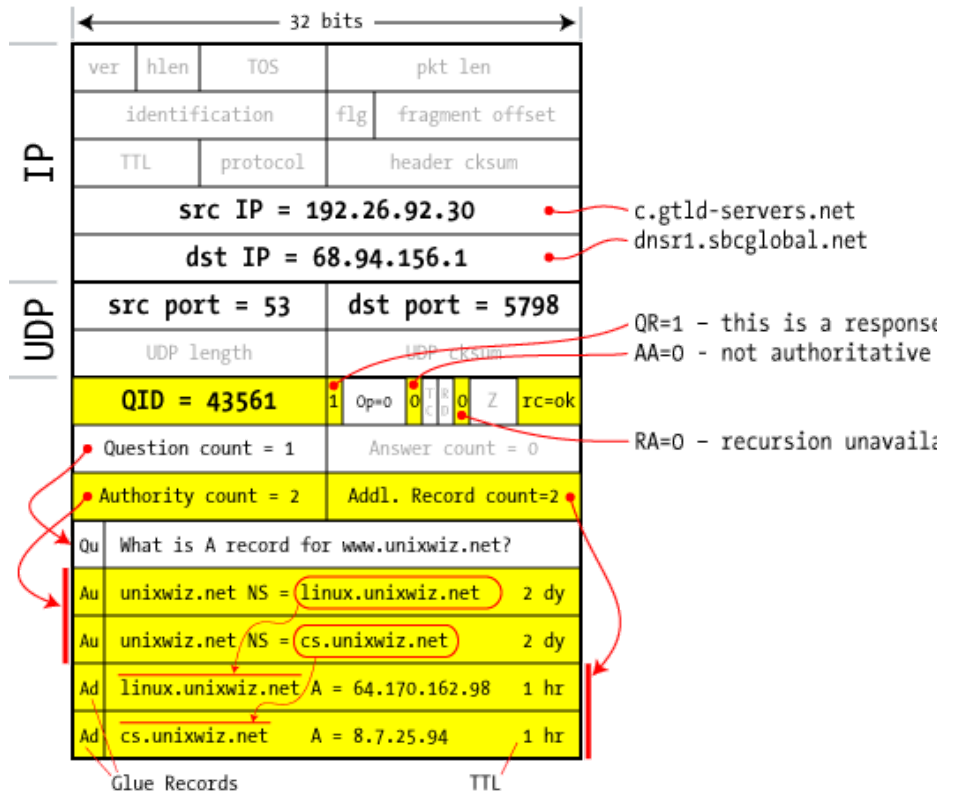 32 bits
IP
ver hlen TOS pkt len
identification flg fragment offset
TTL protocol header cksum
src IP = 192.26.92.30
c.gtld-servers.net
dst IP = 68.94.156.1
dnsr1.sbcglobal.net
UDP
src port = 53 dst port = 5798
QR=1 – this is a response
UDP length UDP cksum
AA=0 - not authoritative
QID = 43561 1 Op=0 0 TC RD 0 Z rc=ok
Question count = 1 Answer count = 0
RA=0 – recursion unavaila
Authority count = 2 Addl. Record count=2
Qu What is A record for www.unixwiz.net?
Au unixwiz.net NS = linux.unixwiz.net 2 dy
Au unixwiz.net NS = cs.unixwiz.net 2 dy
Ad linux.unixwiz.net A = 64.170.162.98 1 hr
Ad cs.unixwiz.net A = 8.7.25.94 1 hr
Glue Records TTL